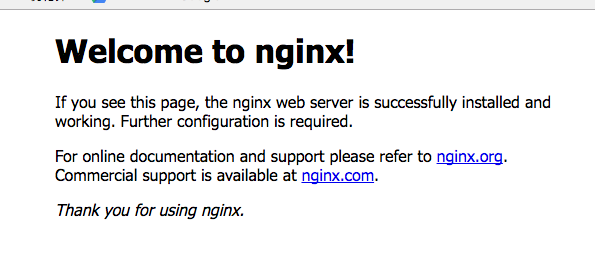 Welcome to nginx!
If you see this page, the nginx web server is successfully installed and
working. Further configuration is required.
For online documentation and support please refer to nginx.org.
Commercial support is available at nginx.com.
Thank you for using nginx.